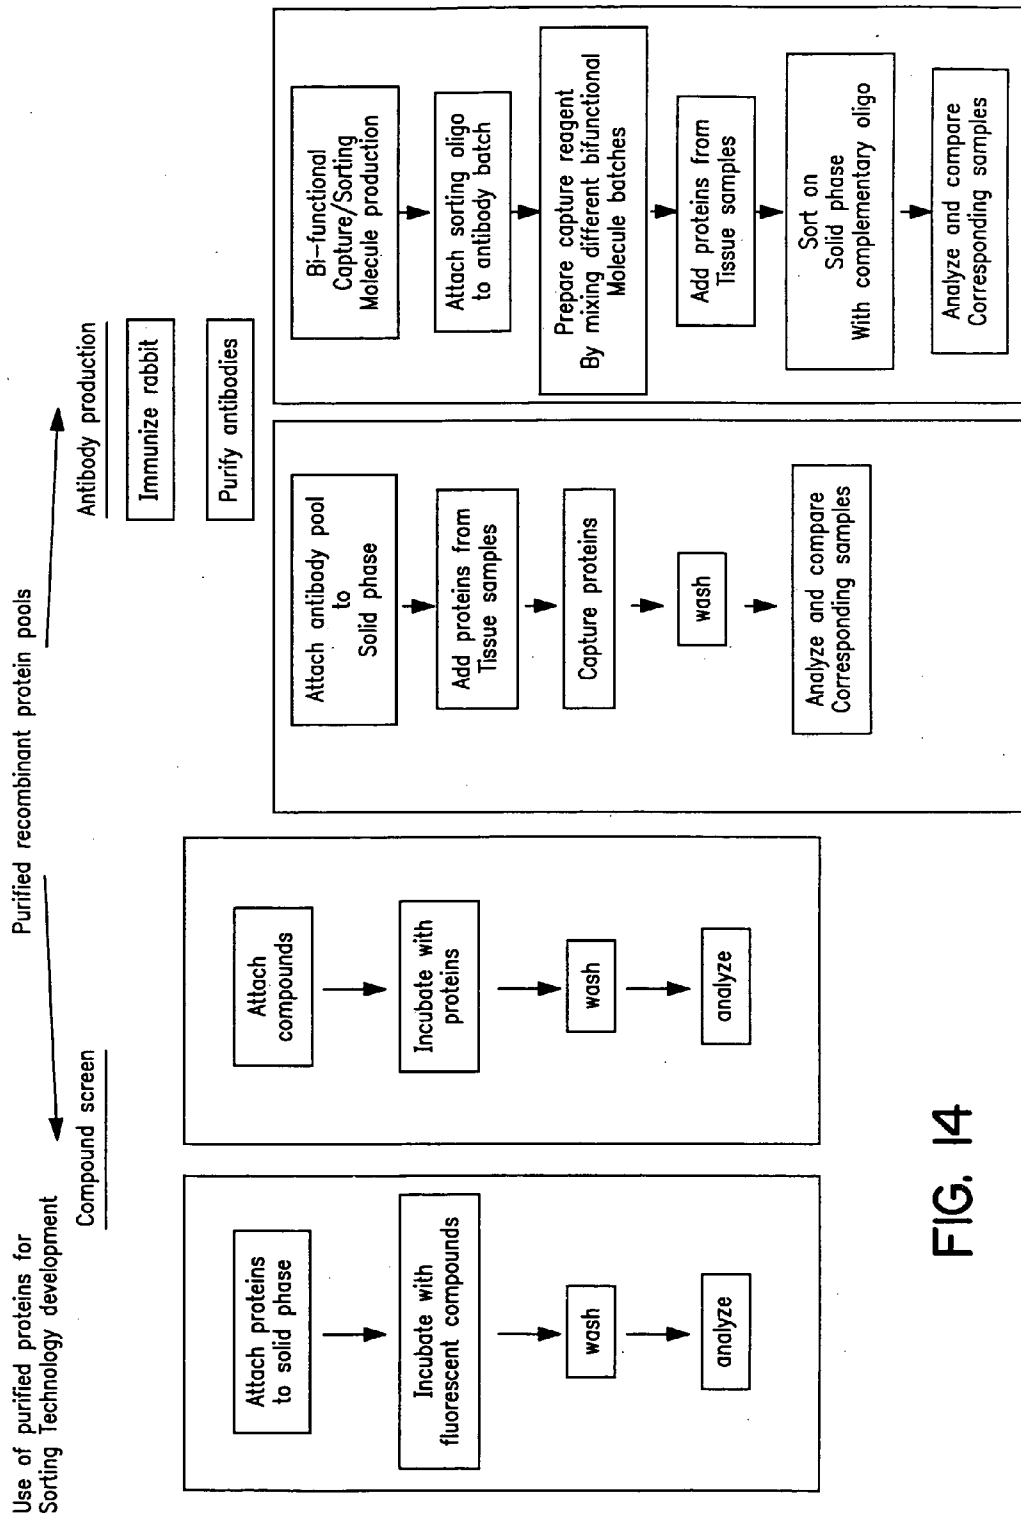 Use of purified proteins for
Sorting Technology development
Purified recombinant protein pools
Compound screen
Attach proteins
to solid phase
Incubate with
fluorescent compounds
wash
analyze
Attach
compounds
Incubate with
proteins
wash
analyze
Antibody production
Immunize rabbit
Purify antibodies
Attach antibody pool
to
Solid phase
Add proteins from
Tissue samples
Capture proteins
wash
Analyze and compare
Corresponding samples
Bi-functional
Capture/Sorting
Molecule production
Attach sorting oligo
to antibody batch
Prepare capture reagent
By mixing different bifunctional
Molecule batches
Add proteins from
Tissue samples
Sort on
Solid phase
With complementary oligo
Analyze and compare
Corresponding samples
FIG. 14